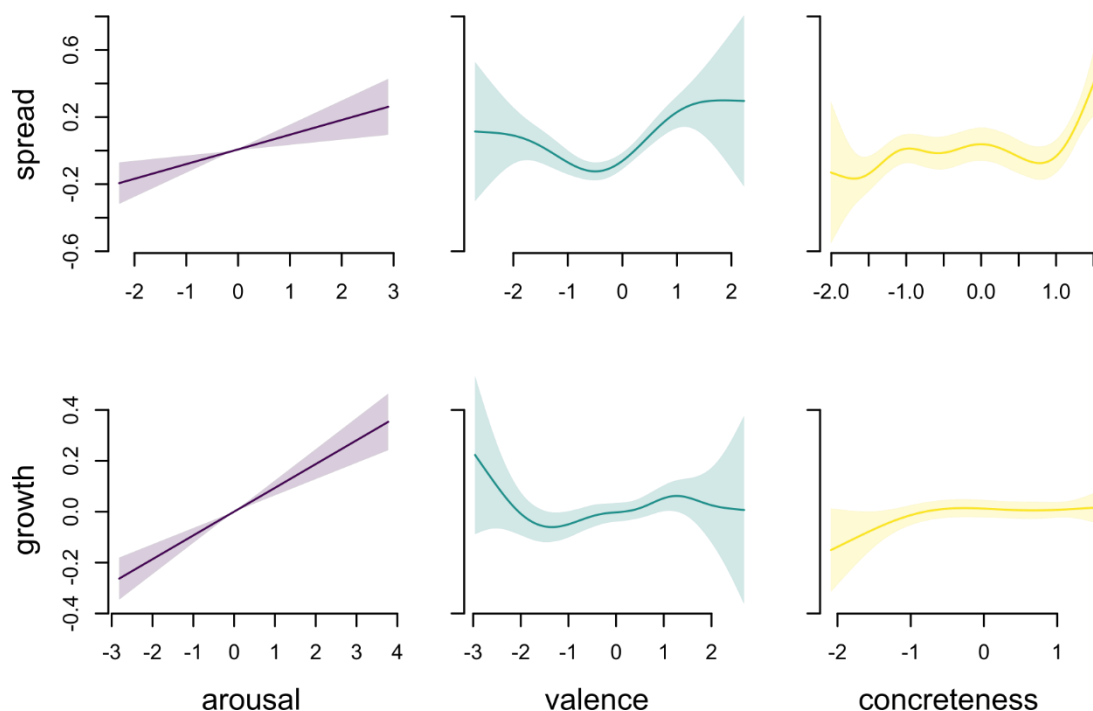 spread
0.6
0.2
-0.2
-0.6
-2 -1 0 1 2 3
-2 -1 0 1 2
-2.0 -1.0 0.0 1.0
growth
0.4
0.2
0.0
-0.2
-0.4
-3 -2 -1 0 1 2 3 4
-3 -2 -1 0 1 2
-2 -1 0 1
arousal
valence
concreteness